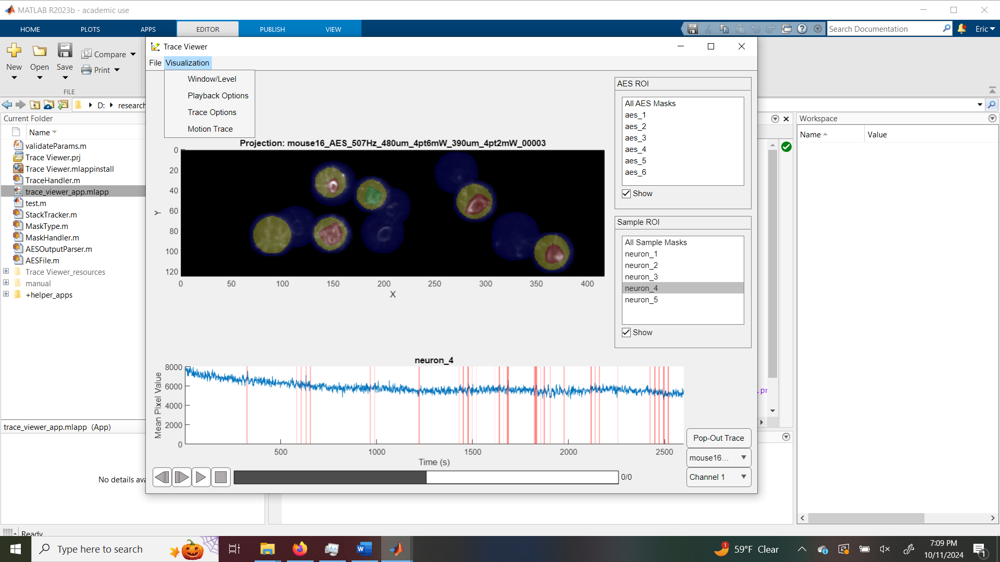 MATLAB R2023b - academic use
HOME PLOTS APPS EDITOR PUBLISH VIEW
Search Documentation
Eric
New Open Save
Compare
Print
FILE
D: research
Current Folder
Name
validateParams.m
Trace Viewer.prj
Trace Viewer.mlappinstall
TraceHandler.m
trace_viewer_app.mlapp
test.m
StackTracker.m
MaskType.m
MaskHandler.m
AESOutputParser.m
AESFile.m
Trace Viewer_resources
manual
+helper_apps
trace_viewer_app.mlapp (App)
No details ava
Ready
Trace Viewer
File Visualization
Window/Level
Playback Options
Trace Options
Motion Trace
Projection: mouse16_AES_507Hz_480um_4pt6mW_390um_4pt2mW_00003
0
20
40
60
80
100
120
Y
0 50 100 150 200 250 300 350 400
X
AES ROI
All AES Masks
aes_1
aes_2
aes_3
aes_4
aes_5
aes_6
Show
Sample ROI
All Sample Masks
neuron_1
neuron_2
neuron_3
neuron_4
neuron_5
Show
neuron_4
Mean Pixel Value
8000
6000
4000
2000
0
500 1000 1500 2000 2500
Time (s)
0/0
Pop-Out Trace
mouse16...
Channel 1
.pr
Workspace
Name Value
Type here to search
1
59°F Clear
7:09 PM
10/11/2024
1